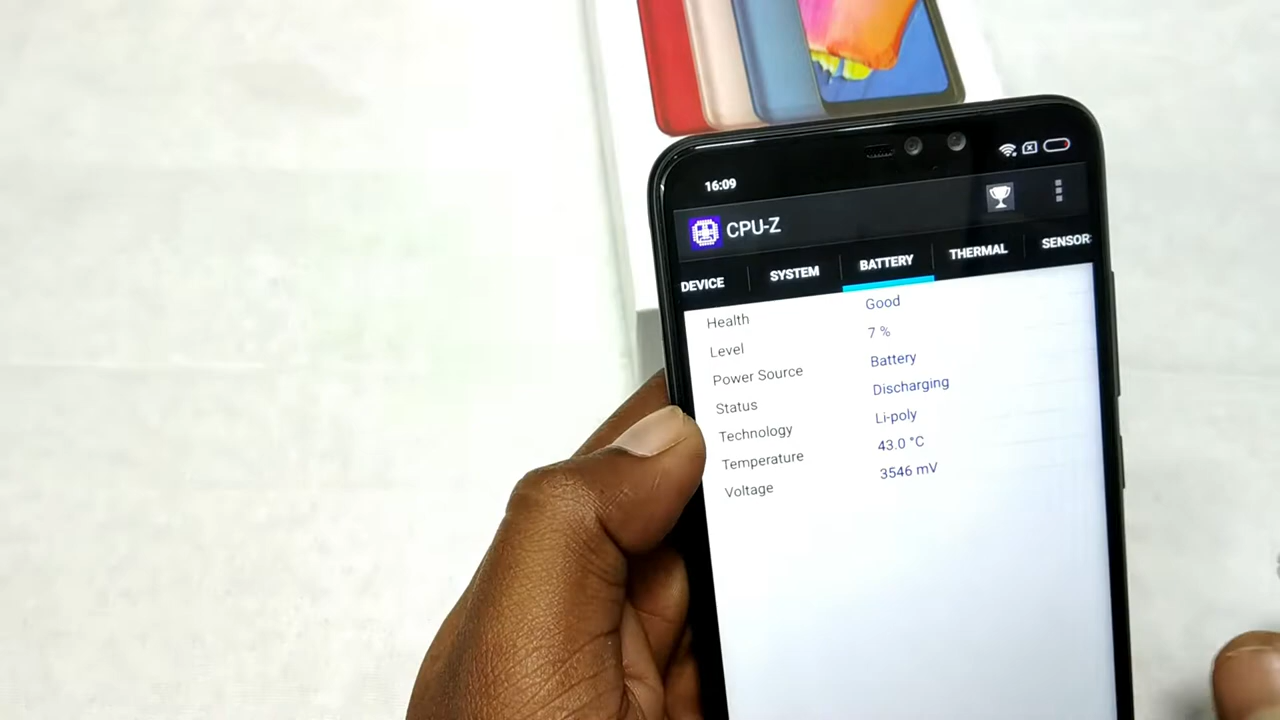 16:09
CPU-Z
DEVICE SYSTEM BATTERY THERMAL SENSOR
Health Good
Level 7 %
Power Source Battery
Status Discharging
Technology Li-poly
Temperature 43.0 °C
Voltage 3546 mV